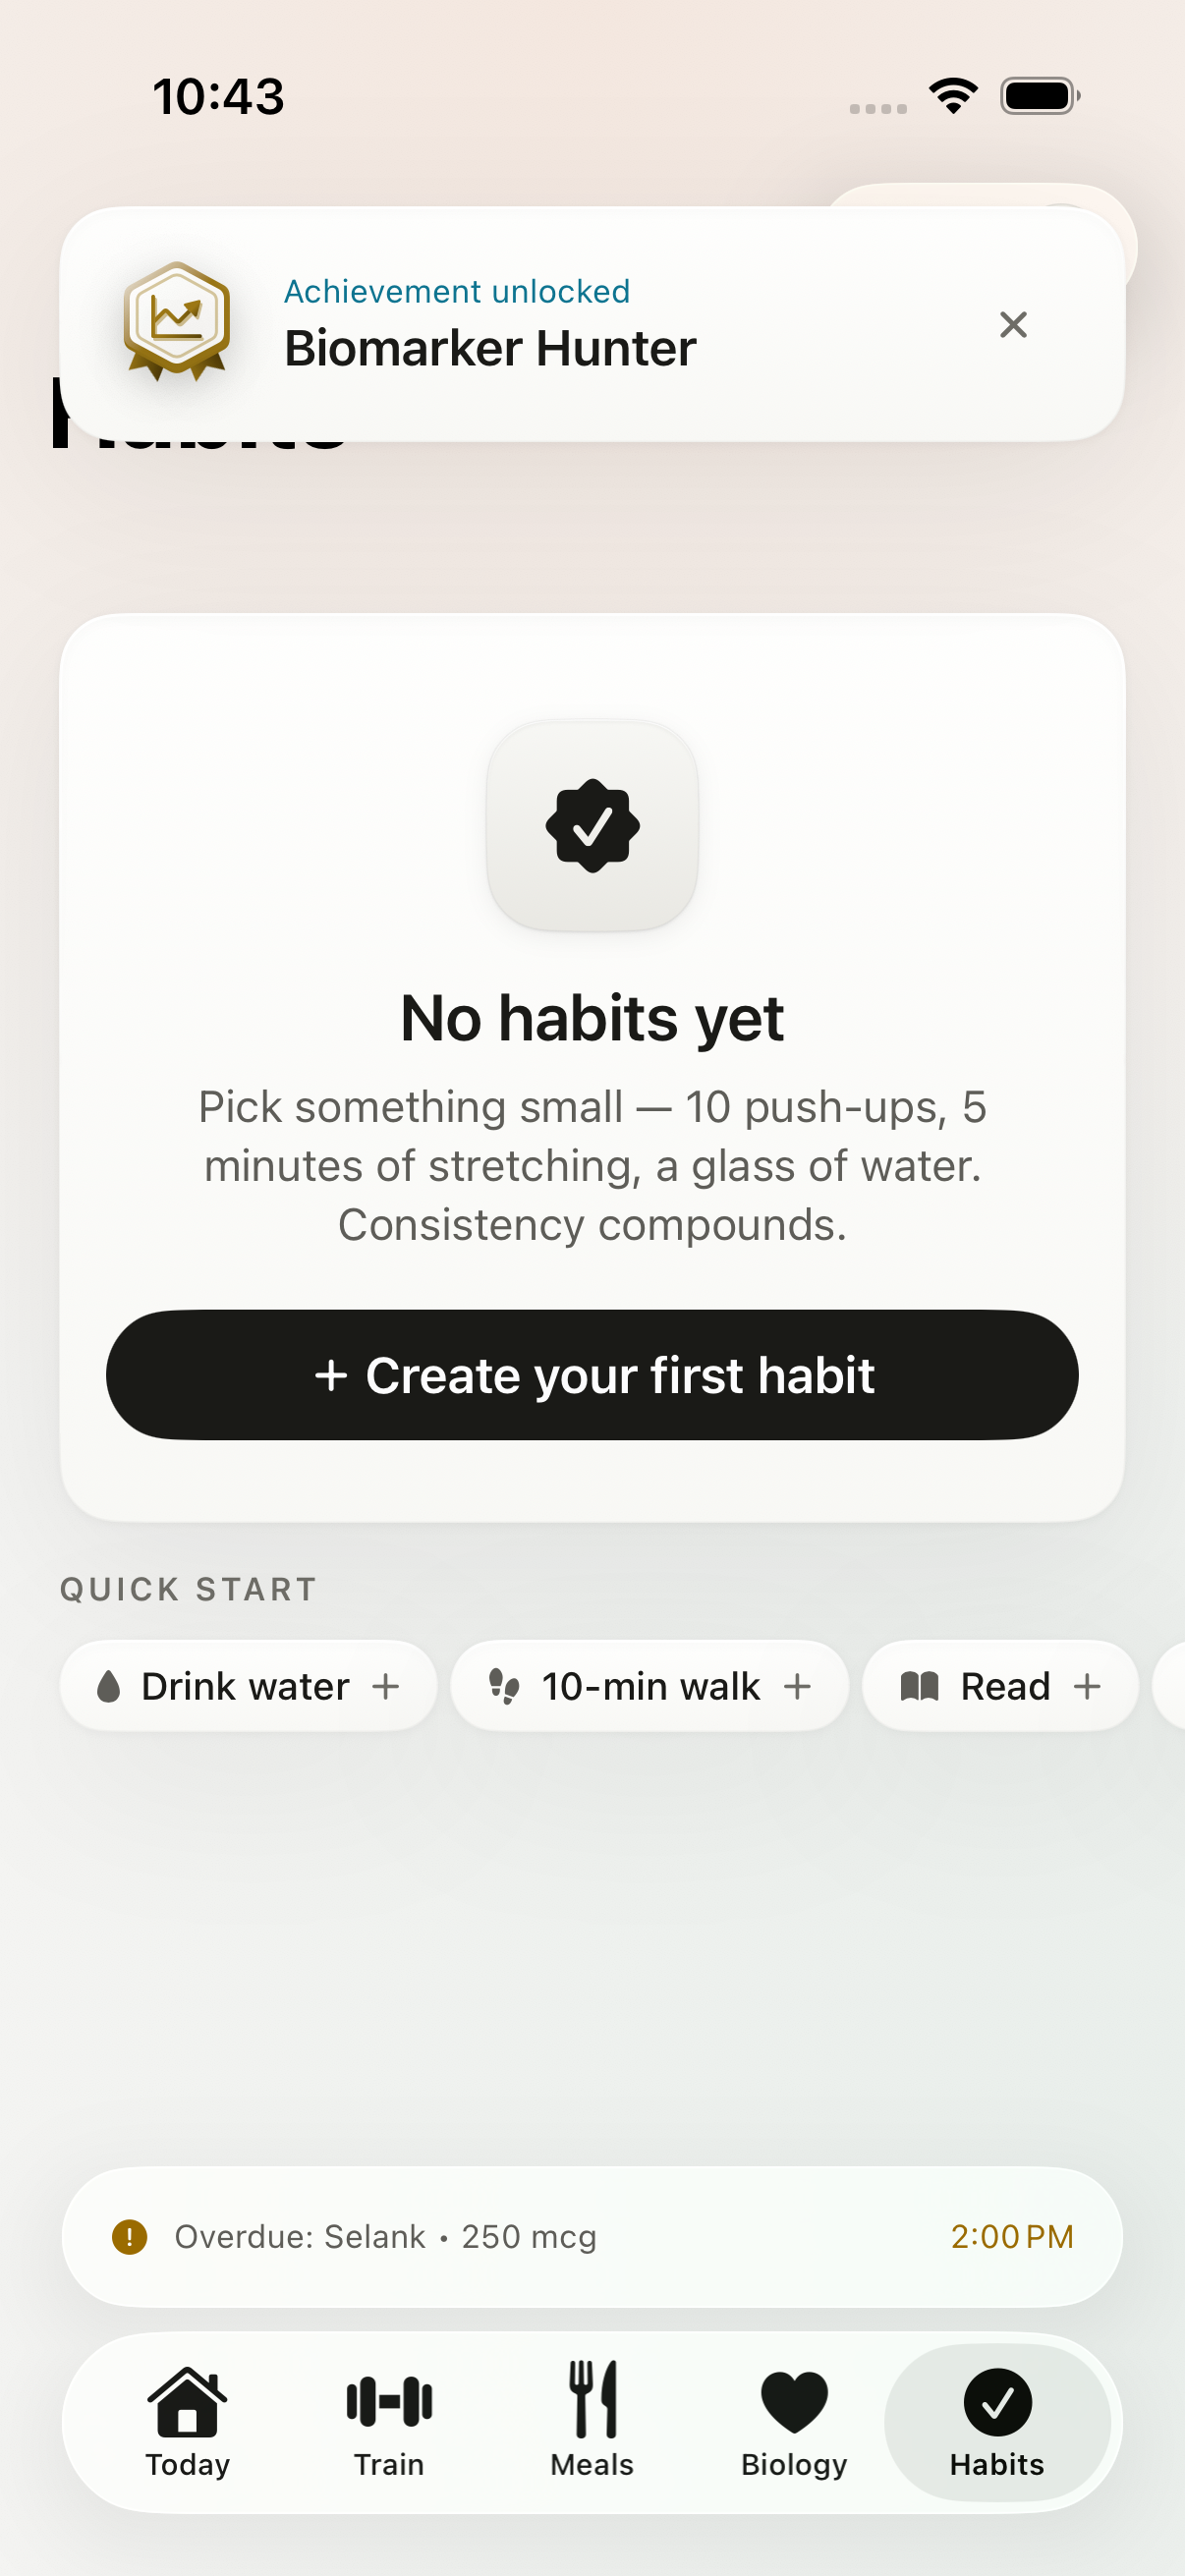 10:43
Achievement unlocked
Biomarker Hunter
Habits
No habits yet
Pick something small — 10 push-ups, 5
minutes of stretching, a glass of water.
Consistency compounds.
+ Create your first habit
QUICK START
Drink water +
10-min walk +
Read +
Overdue: Selank • 250 mcg
2:00 PM
Today
Train
Meals
Biology
Habits